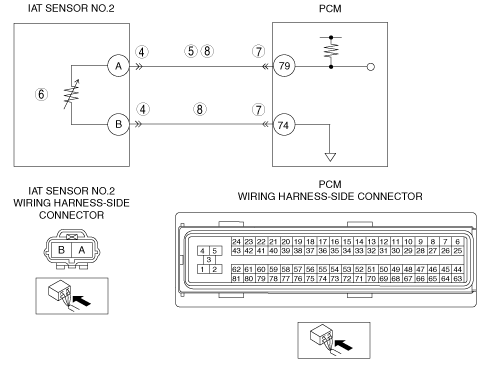 IAT SENSOR NO.2
PCM
4
5 8
7
A
79
6
4
8
7
B
74
IAT SENSOR NO.2
WIRING HARNESS-SIDE
CONNECTOR
PCM
WIRING HARNESS-SIDE CONNECTOR
B A
24 23 22 21 20 19 18 17 16 15 14 13 12 11 10 9 8 7 6
4 5 43 42 41 40 39 38 37 36 35 34 33 32 31 30 29 28 27 26 25
3
1 2 62 61 60 59 58 57 56 55 54 53 52 51 50 49 48 47 46 45 44
81 80 79 78 77 76 75 74 73 72 71 70 69 68 67 66 65 64 63